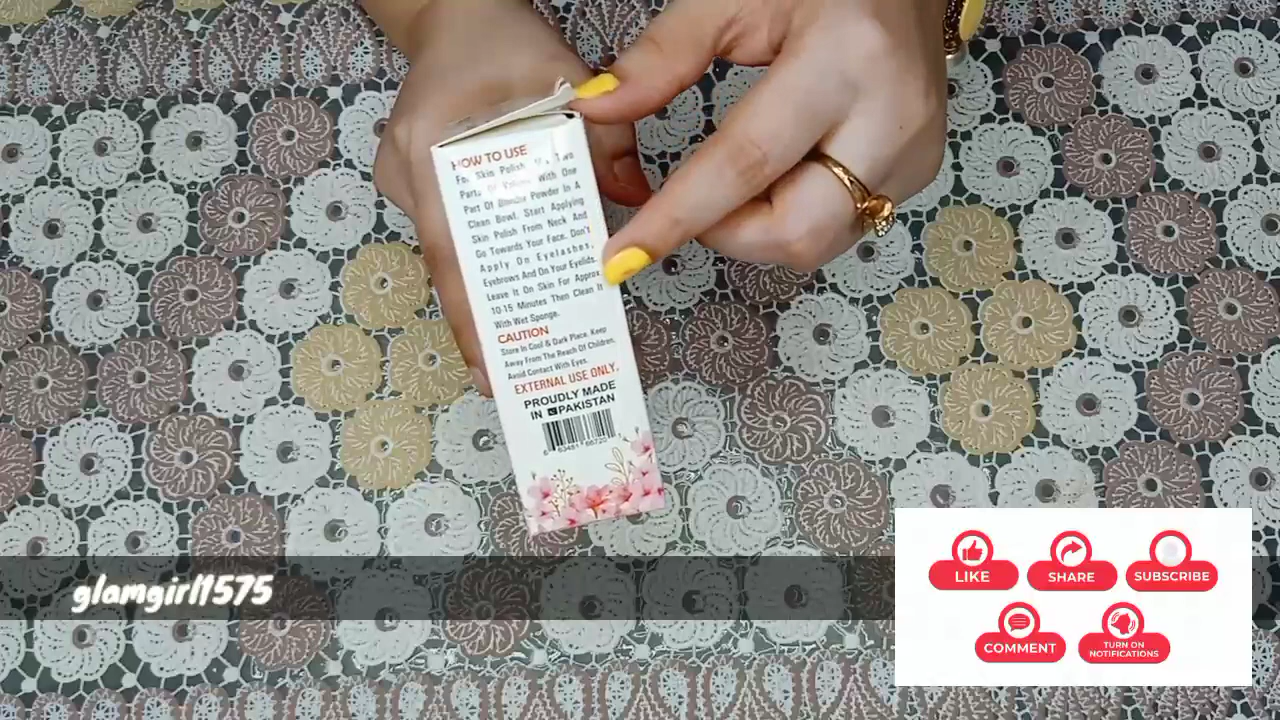 HOW TO USE
For Skin Polish Two
Parts Of With One
Part Of Powder In A
Clean Bowl. Start Applying
Skin Polish From Neck And
Go Towards Your Face. Don't
Apply On Eyelashes,
Eyebrows And On Your Eyelids.
Leave It On Skin For Approx
10-15 Minutes Then Clean It
With Wet Sponge.
CAUTION
Store In Cool & Dark Place. Keep
Away From The Reach Of Children.
Avoid Contact With Eyes.
EXTERNAL USE ONLY.
PROUDLY MADE
IN PAKISTAN
glamgirl1575
LIKE
SHARE
SUBSCRIBE
COMMENT
TURN ON
NOTIFICATIONS